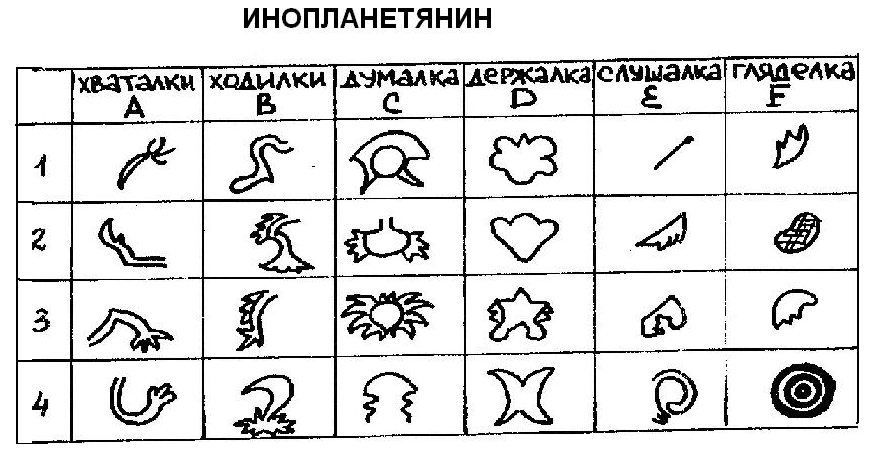 ИНОПЛАНЕТЯНИН
ХВАТАЛКИ ХОДИЛКИ ДУМАЛКА ДЕРЖАЛКА СЛУШАЛКА ГЛЯДЕЛКА
A B C D E F
1
2
3
4